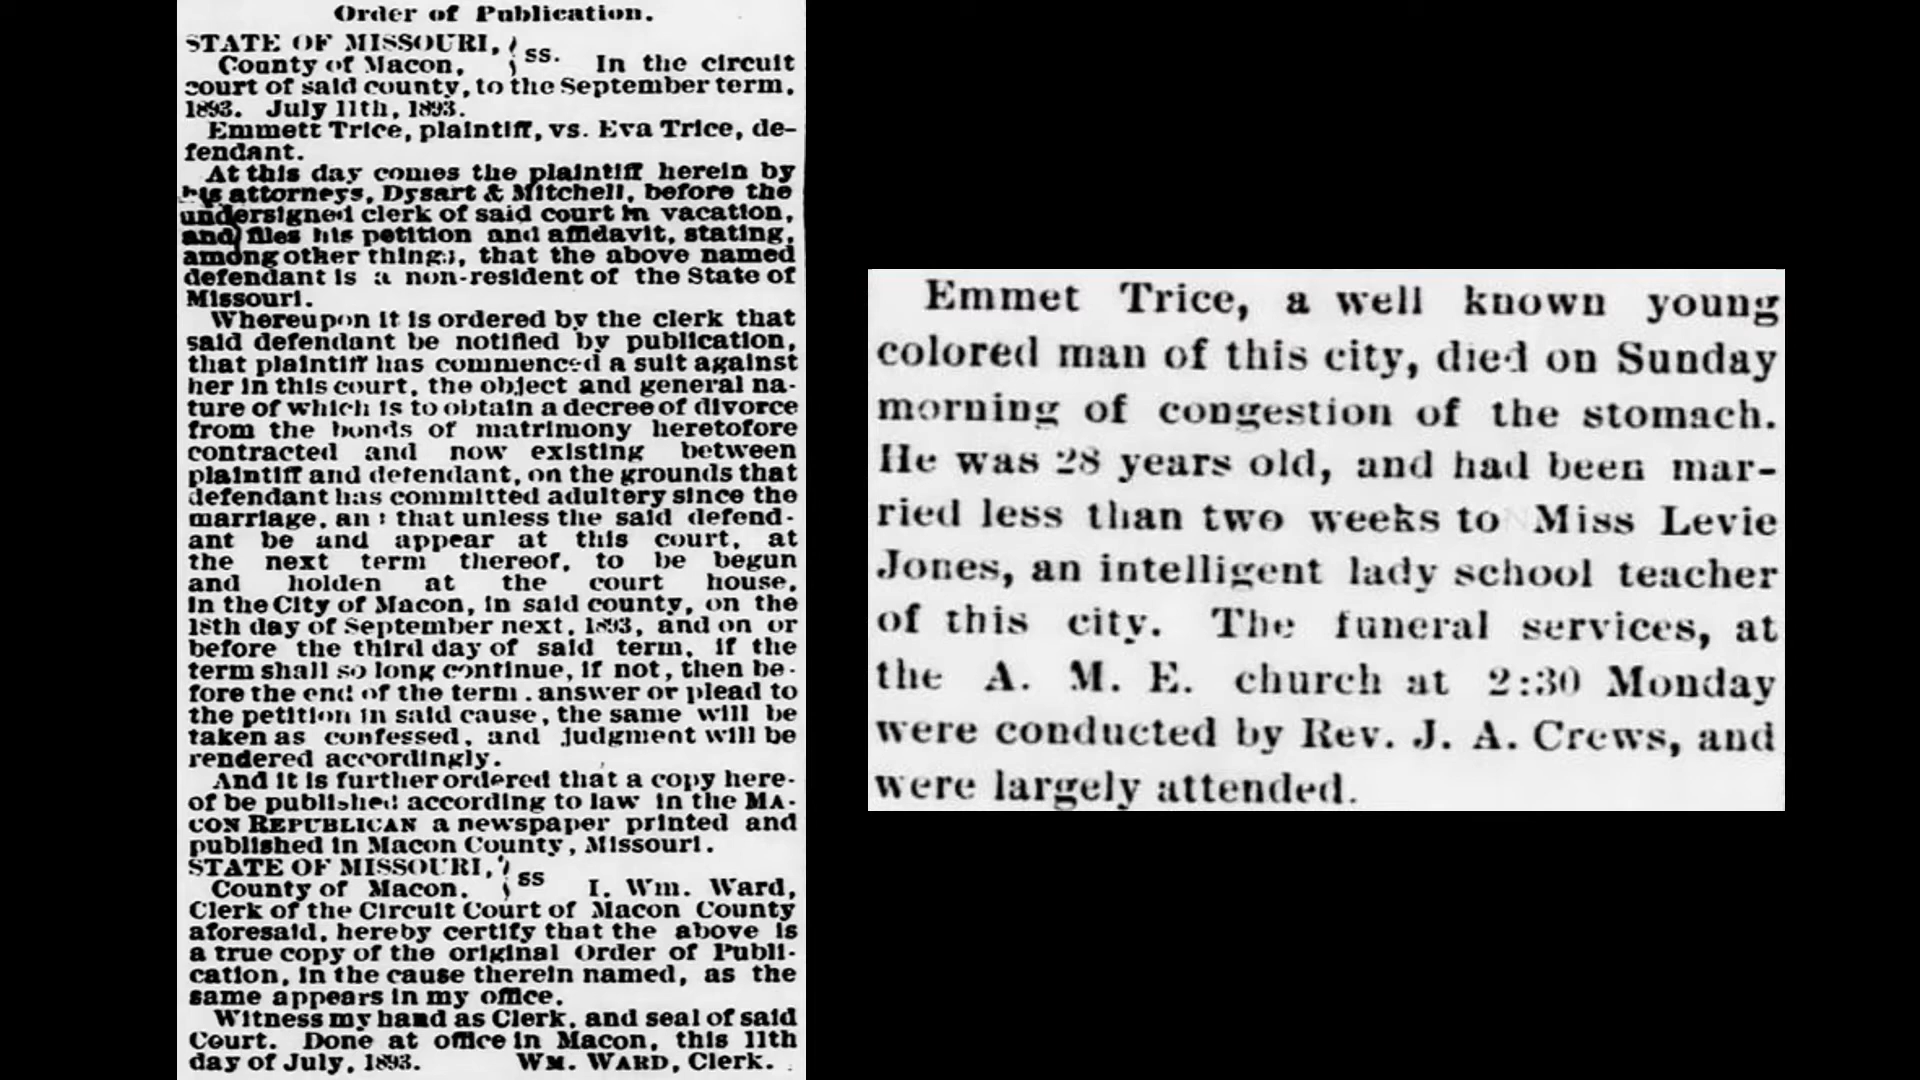 Order of Publication.
STATE OF MISSOURI, } ss.
County of Macon, In the circuit
court of said county, to the September term,
1893. July 11th, 1893.
Emmett Trice, plaintiff, vs. Eva Trice, de-
fendant.
At this day comes the plaintiff herein by
his attorneys, Dysart & Mitchell, before the
undersigned clerk of said court in vacation,
and files his petition and affidavit, stating,
among other things, that the above named
defendant is a non-resident of the State of
Missouri.
Whereupon it is ordered by the clerk that
said defendant be notified by publication,
that plaintiff has commenced a suit against
her in this court, the object and general na-
ture of which is to obtain a decree of divorce
from the bonds of matrimony heretofore
contracted and now existing between
plaintiff and defendant, on the grounds that
defendant has committed adultery since the
marriage, and that unless the said defend-
ant be and appear at this court, at
the next term thereof, to be begun
and holden at the court house,
in the City of Macon, in said county, on the
18th day of September next, 1893, and on or
before the third day of said term, if the
term shall so long continue, if not, then be-
fore the end of the term, answer or plead to
the petition in said cause, the same will be
taken as confessed, and judgment will be
rendered accordingly.
And it is further ordered that a copy here-
of be published according to law in the MA-
CON REPUBLICAN a newspaper printed and
published in Macon County, Missouri.
STATE OF MISSOURI, } ss
County of Macon. I. Wm. Ward,
Clerk of the Circuit Court of Macon County
aforesaid, hereby certify that the above is
a true copy of the original Order of Publi-
cation, in the cause therein named, as the
same appears in my office.
Witness my hand as Clerk, and seal of said
Court. Done at office in Macon, this 11th
day of July, 1893. WM. WARD, Clerk.
Emmet Trice, a well known young
colored man of this city, died on Sunday
morning of congestion of the stomach.
He was 28 years old, and had been mar-
ried less than two weeks to Miss Levie
Jones, an intelligent lady school teacher
of this city. The funeral services, at
the A. M. E. church at 2:30 Monday
were conducted by Rev. J. A. Crews, and
were largely attended.